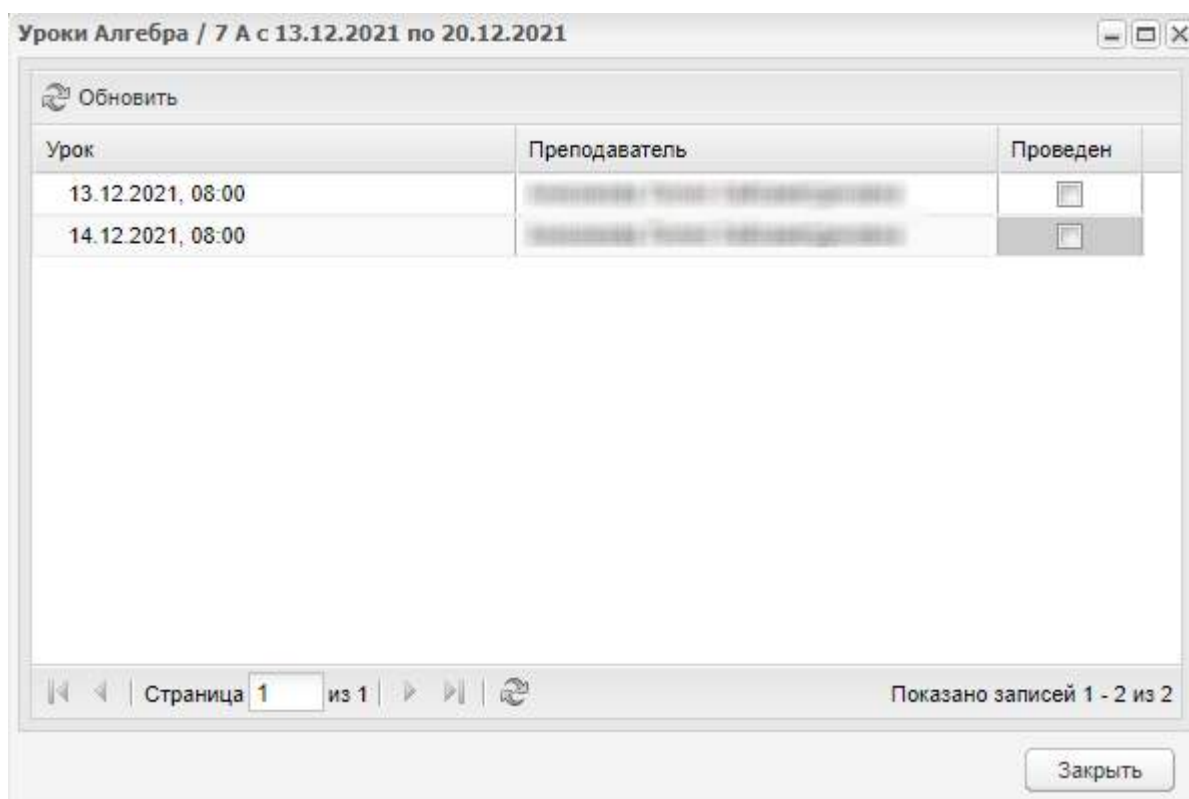 Уроки Алгебра / 7 А с 13.12.2021 по 20.12.2021
Обновить
Урок Преподаватель Проведен
13.12.2021, 08:00
14.12.2021, 08:00
Страница 1 из 1 Показано записей 1 - 2 из 2
Закрыть